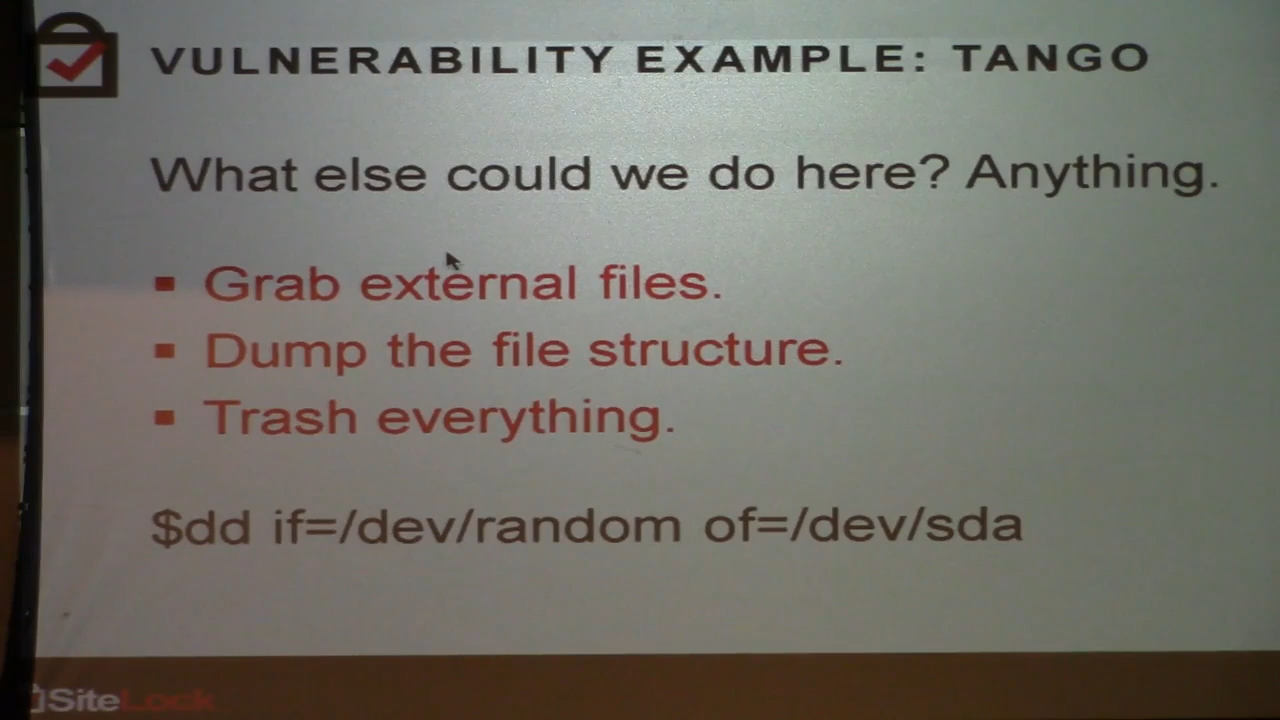 VULNERABILITY EXAMPLE: TANGO
What else could we do here? Anything.
▪ Grab external files.
▪ Dump the file structure.
▪ Trash everything.
$dd if=/dev/random of=/dev/sda
SiteLock